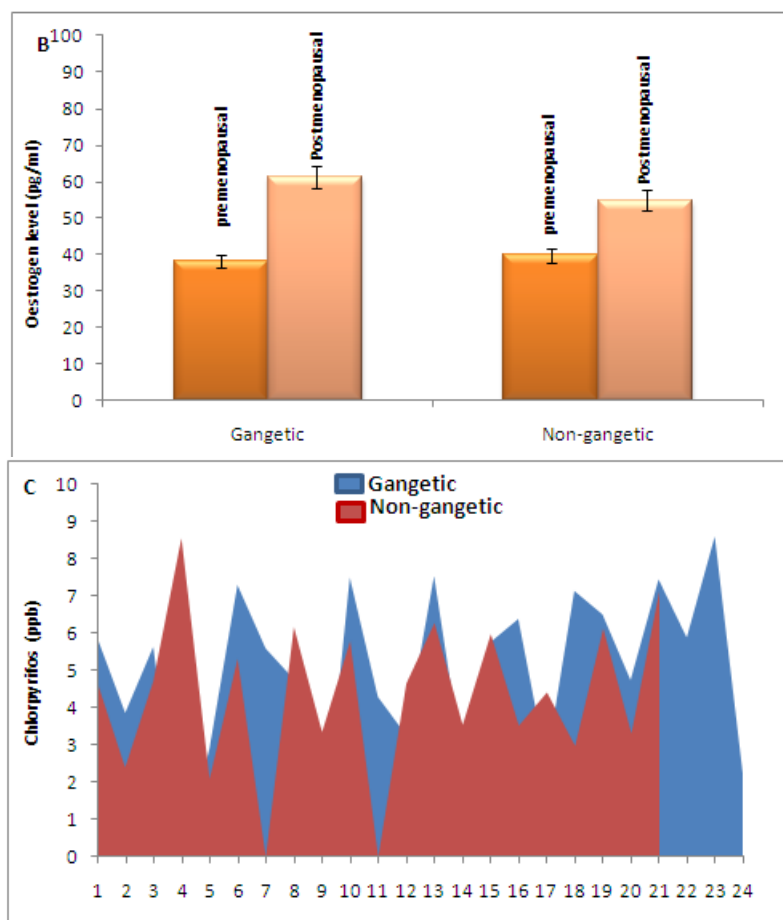 B
100
90
80
70
60
50
40
30
20
10
0
Oestrogen level (pg/ml)
premenopausal
Postmenopausal
premenopausal
Postmenopausal
Gangetic
Non-gangetic
C
Gangetic
Non-gangetic
10
9
8
7
6
5
4
3
2
1
0
Chlorpyrifos (ppb)
1 2 3 4 5 6 7 8 9 10 11 12 13 14 15 16 17 18 19 20 21 22 23 24